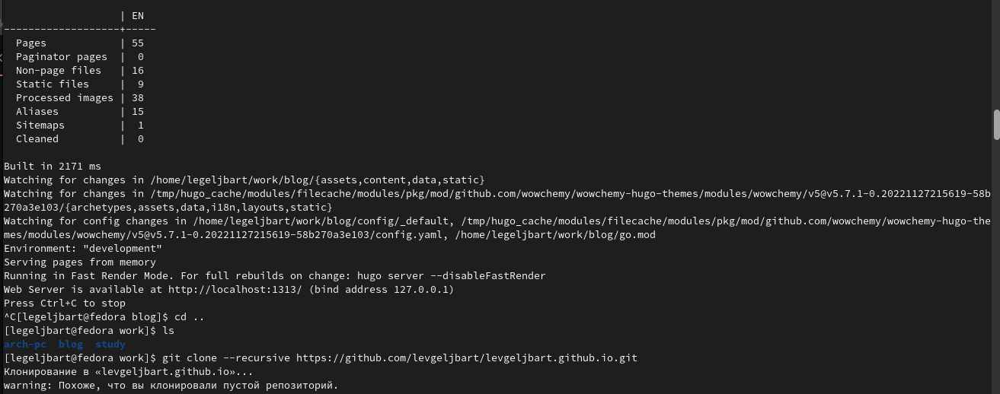 | EN
-------------------+-----
  Pages            | 55
  Paginator pages  |  0
  Non-page files   | 16
  Static files     |  9
  Processed images | 38
  Aliases          | 15
  Sitemaps         |  1
  Cleaned          |  0

Built in 2171 ms
Watching for changes in /home/legeljbart/work/blog/{assets,content,data,static}
Watching for changes in /tmp/hugo_cache/modules/filecache/modules/pkg/mod/github.com/wowchemy/wowchemy-hugo-themes/modules/wowchemy/v5@v5.7.1-0.20221127215619-58b
270a3e103/{archetypes,assets,data,i18n,layouts,static}
Watching for config changes in /home/legeljbart/work/blog/config/_default, /tmp/hugo_cache/modules/filecache/modules/pkg/mod/github.com/wowchemy/wowchemy-hugo-the
mes/modules/wowchemy/v5@v5.7.1-0.20221127215619-58b270a3e103/config.yaml, /home/legeljbart/work/blog/go.mod
Environment: "development"
Serving pages from memory
Running in Fast Render Mode. For full rebuilds on change: hugo server --disableFastRender
Web Server is available at http://localhost:1313/ (bind address 127.0.0.1)
Press Ctrl+C to stop
^C[legeljbart@fedora blog]$ cd ..
[legeljbart@fedora work]$ ls
arch-pc  blog  study
[legeljbart@fedora work]$ git clone --recursive https://github.com/levgeljbart/levgeljbart.github.io.git
Клонирование в «levgeljbart.github.io»...
warning: Похоже, что вы клонировали пустой репозиторий.